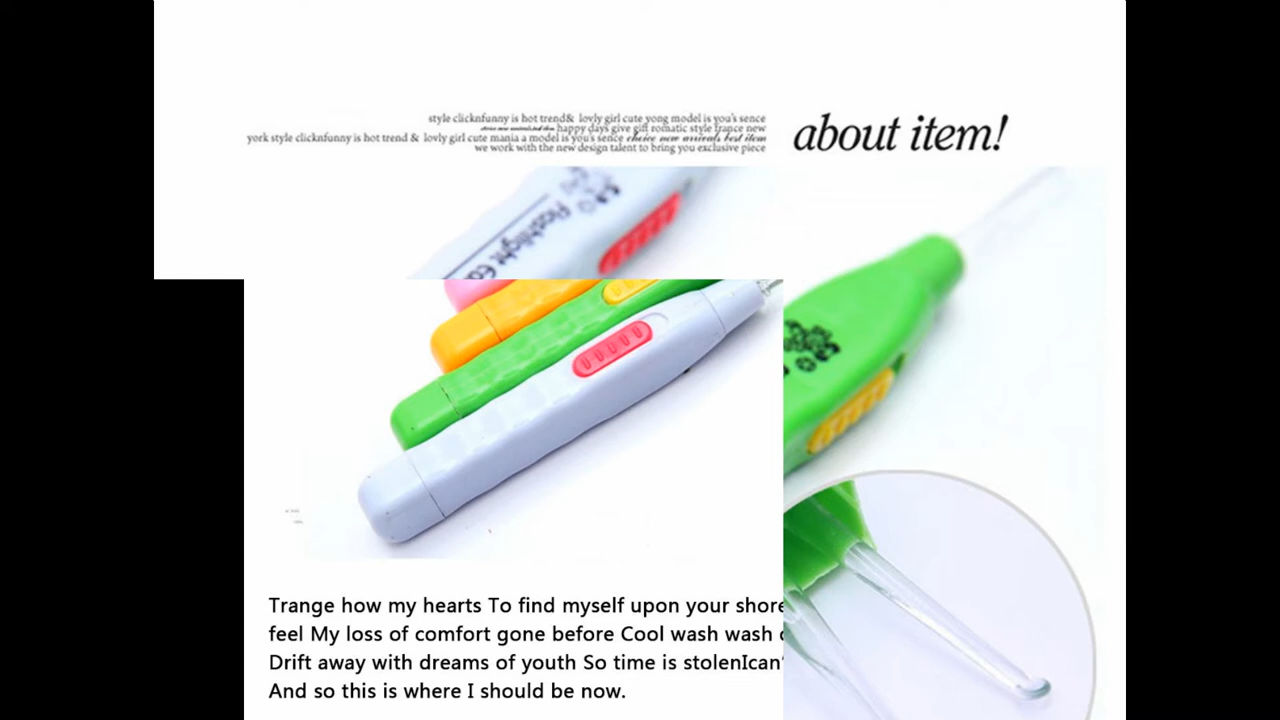 style clicknfunny is hot trend& lovly girl cute yong model is you's sence
happy days give gift romatic style france new
york style clicknfunny is hot trend & lovly girl cute mania a model is you's sence choice new arrivals best item
we work with the new design talent to bring you exclusive piece
about item!
Flashlight Ea
Trange how my hearts To find myself upon your shore
feel My loss of comfort gone before Cool wash wash
Drift away with dreams of youth So time is stolenIcan'
And so this is where I should be now.